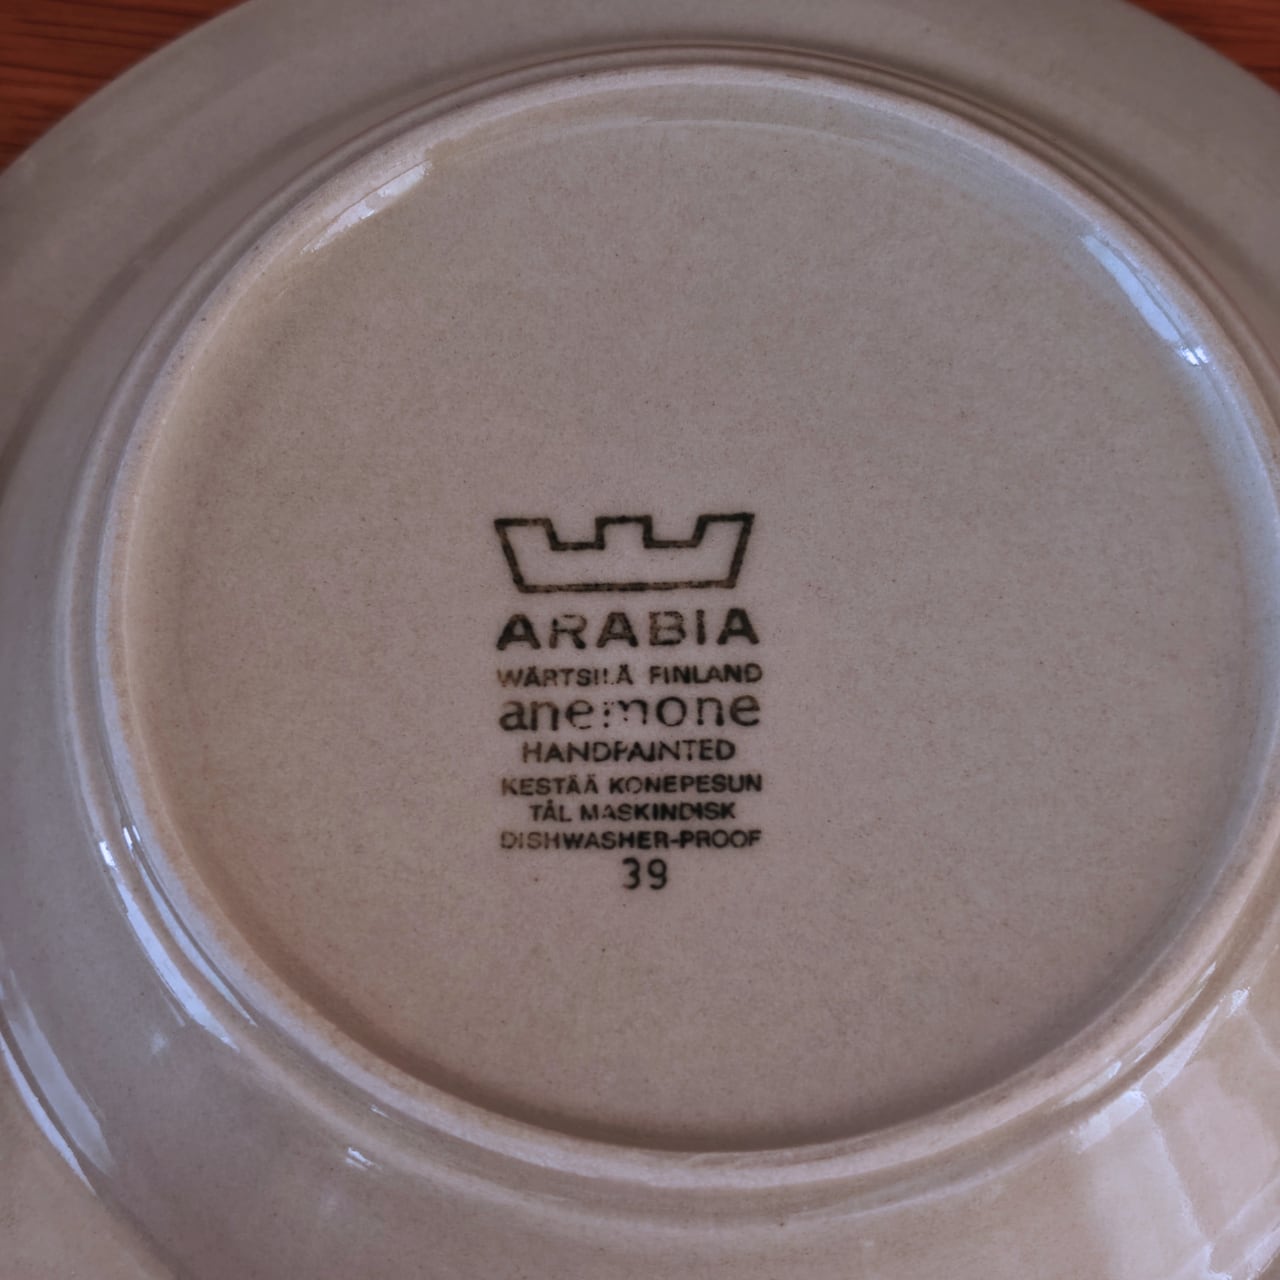 ARABIA
WÄRTSILÄ FINLAND
anemone
HANDPAINTED
KESTÄÄ KONEPESUN
TÅL MASKINDISK
DISHWASHER-PROOF
39